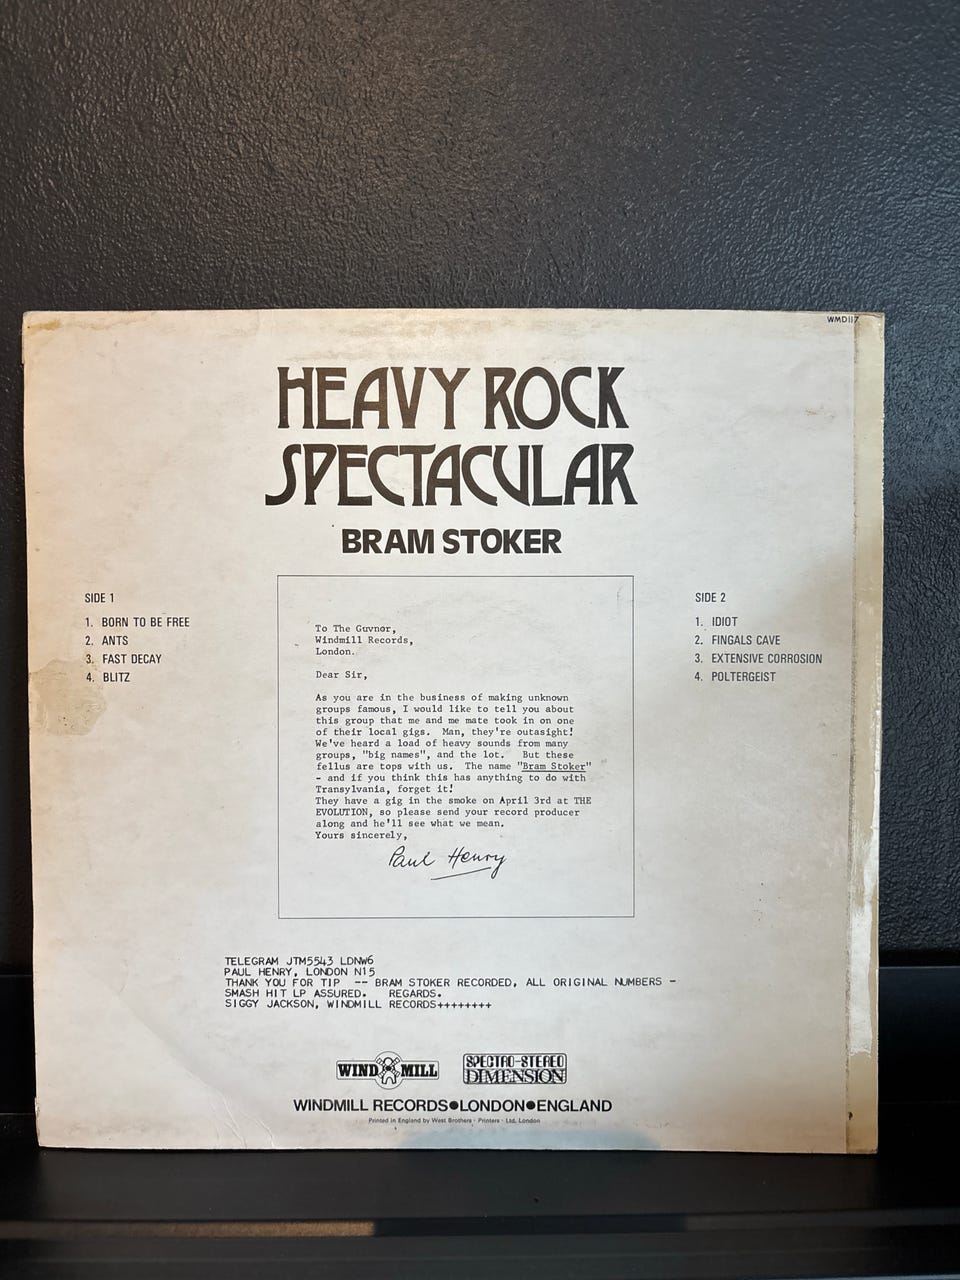 WMD117
HEAVY ROCK
SPECTACULAR
BRAM STOKER
SIDE 1
1. BORN TO BE FREE
2. ANTS
3. FAST DECAY
4. BLITZ
To The Guvnor,
Windmill Records,
London.
Dear Sir,
As you are in the business of making unknown
groups famous, I would like to tell you about
this group that me and me mate took in on one
of their local gigs. Man, they're outasight!
We've heard a load of heavy sounds from many
groups, "big names", and the lot. But these
fellus are tops with us. The name "Bram Stoker"
- and if you think this has anything to do with
Transylvania, forget it!
They have a gig in the smoke on April 3rd at THE
EVOLUTION, so please send your record producer
along and he'll see what we mean.
Yours sincerely,
Paul Henry
SIDE 2
1. IDIOT
2. FINGALS CAVE
3. EXTENSIVE CORROSION
4. POLTERGEIST
TELEGRAM JTM5543 LDNW6
PAUL HENRY, LONDON N15
THANK YOU FOR TIP -- BRAM STOKER RECORDED, ALL ORIGINAL NUMBERS -
SMASH HIT LP ASSURED. REGARDS.
SIGGY JACKSON, WINDMILL RECORDS++++++++
WIND MILL
SPECTRO-STEREO
DIMENSION
WINDMILL RECORDS●LONDON●ENGLAND
Printed in England by West Brothers · Printers · Ltd. London